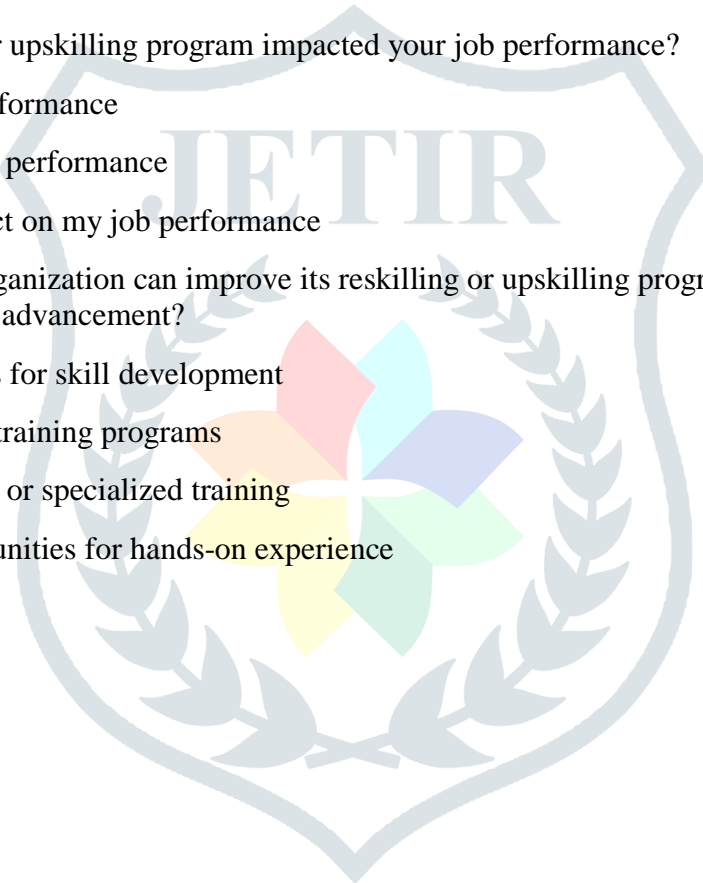 upskilling program impacted your job performance?
formance
performance
ct on my job performance
ganization can improve its reskilling or upskilling
advancement?
for skill development
training programs
or specialized training
unities for hands-on experience
JETIR